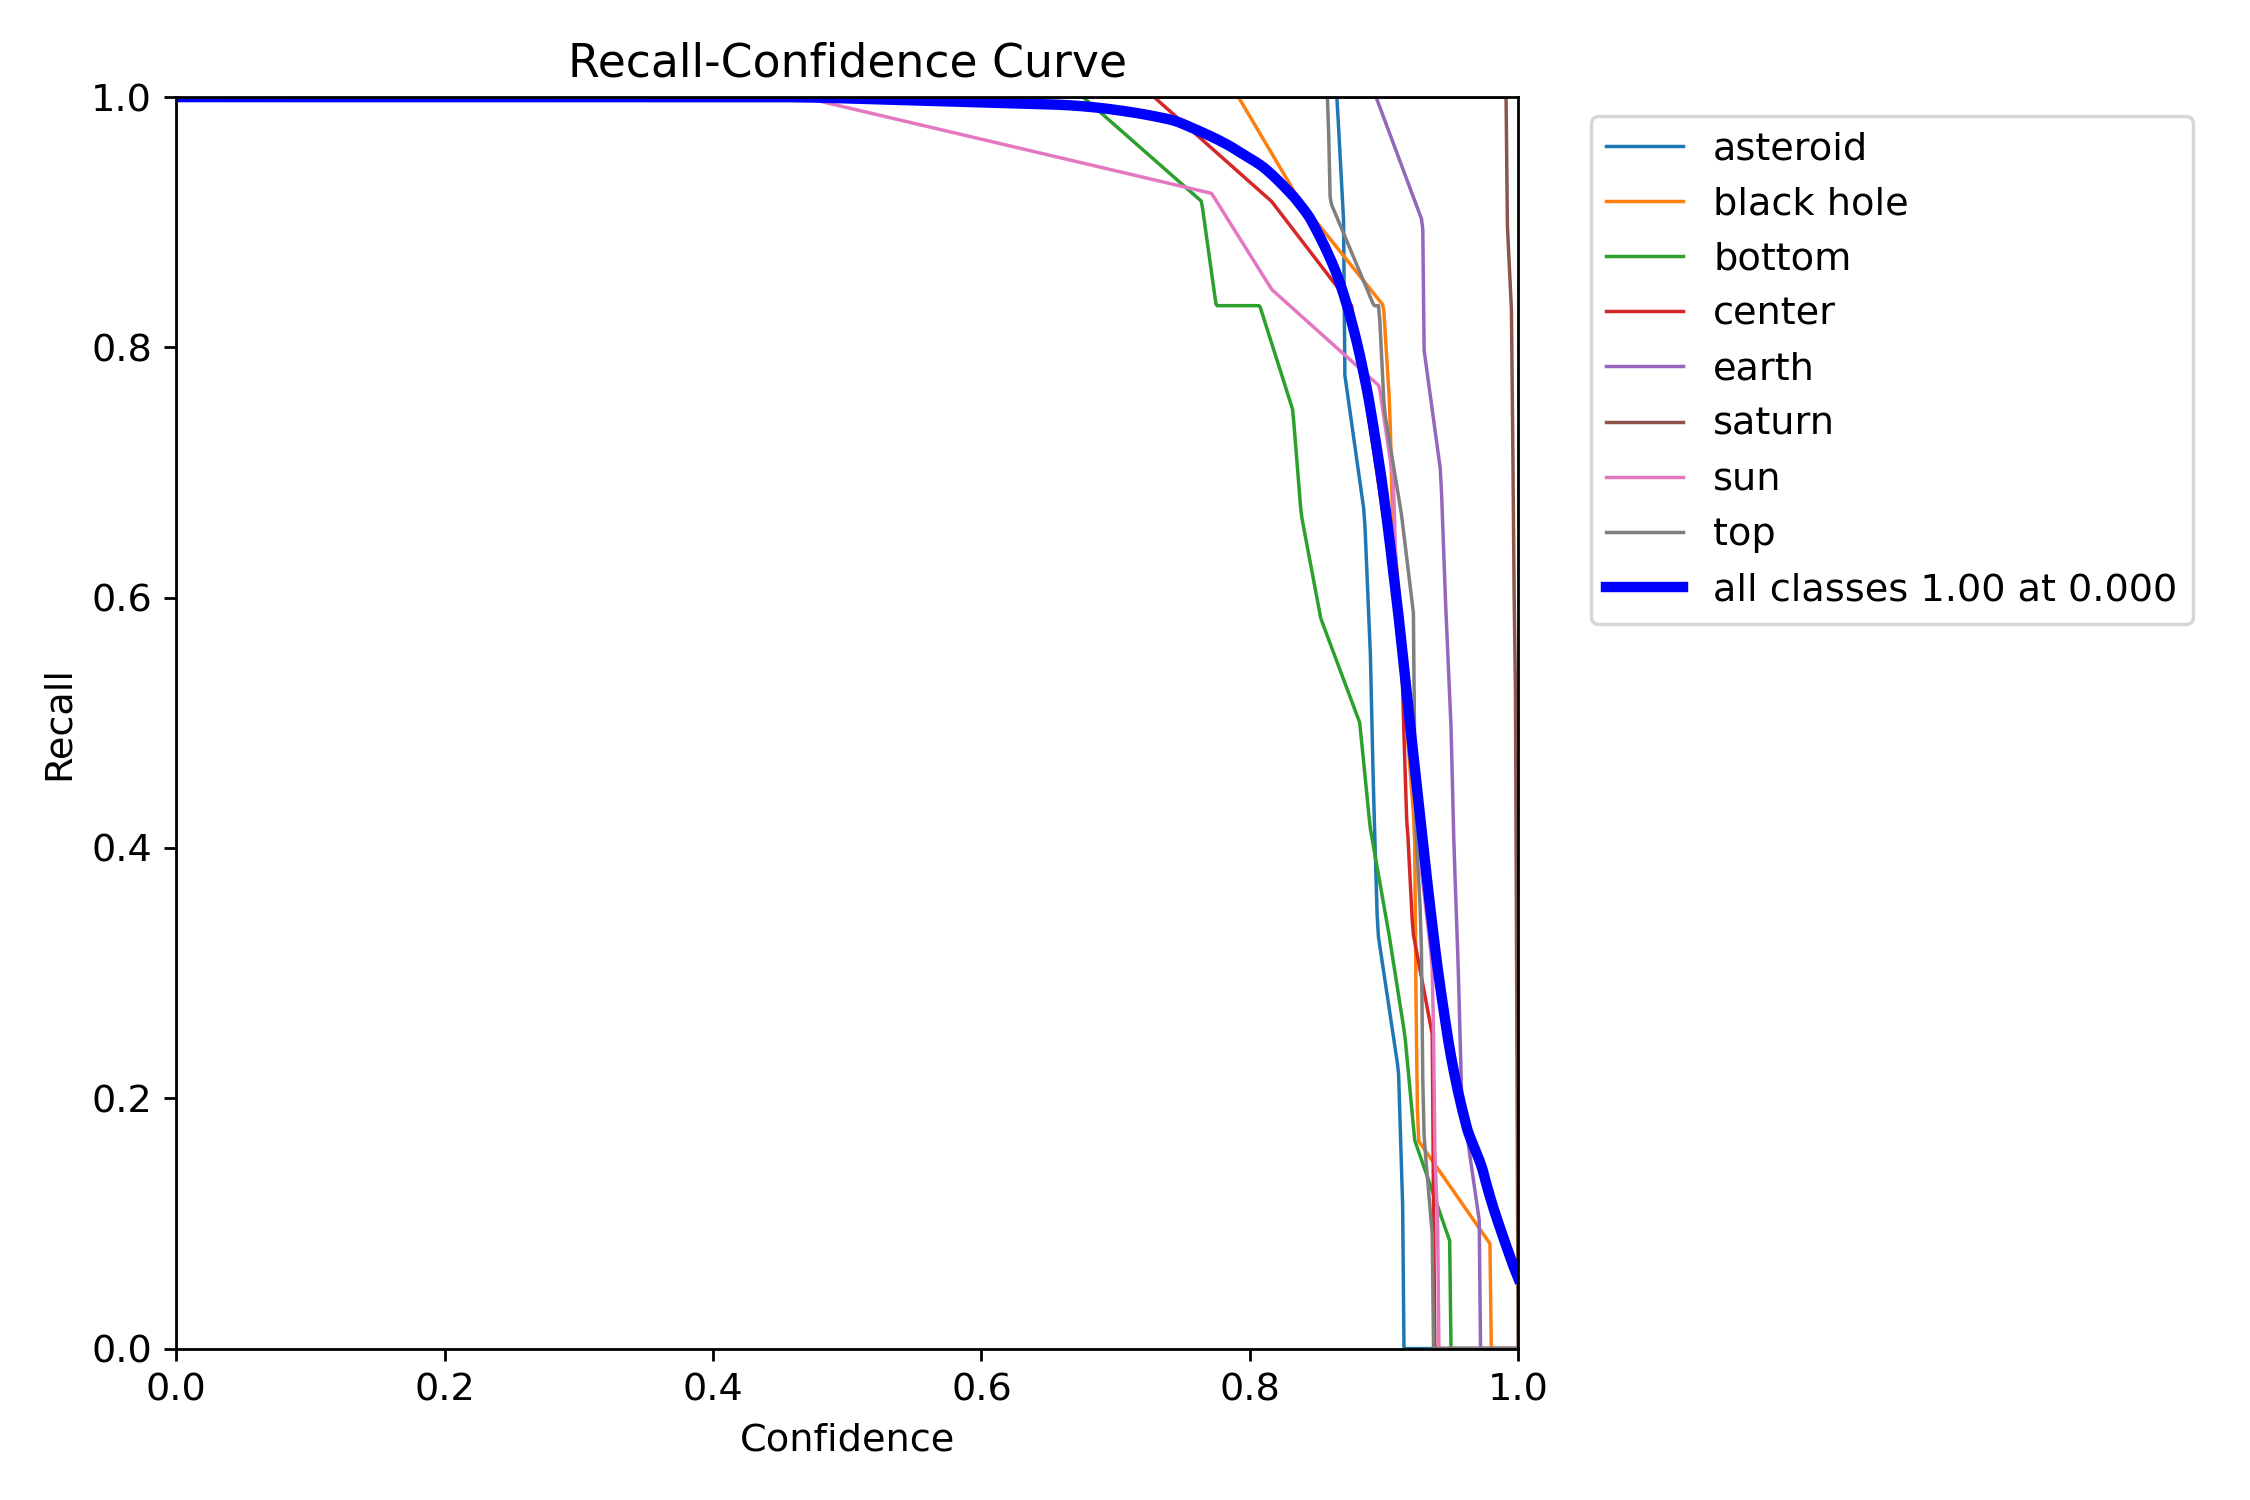 Recall-Confidence Curve
1.0
0.8
0.6
0.4
0.2
0.0
Recall
0.0 0.2 0.4 0.6 0.8 1.0
Confidence
asteroid
black hole
bottom
center
earth
saturn
sun
top
all classes 1.00 at 0.000